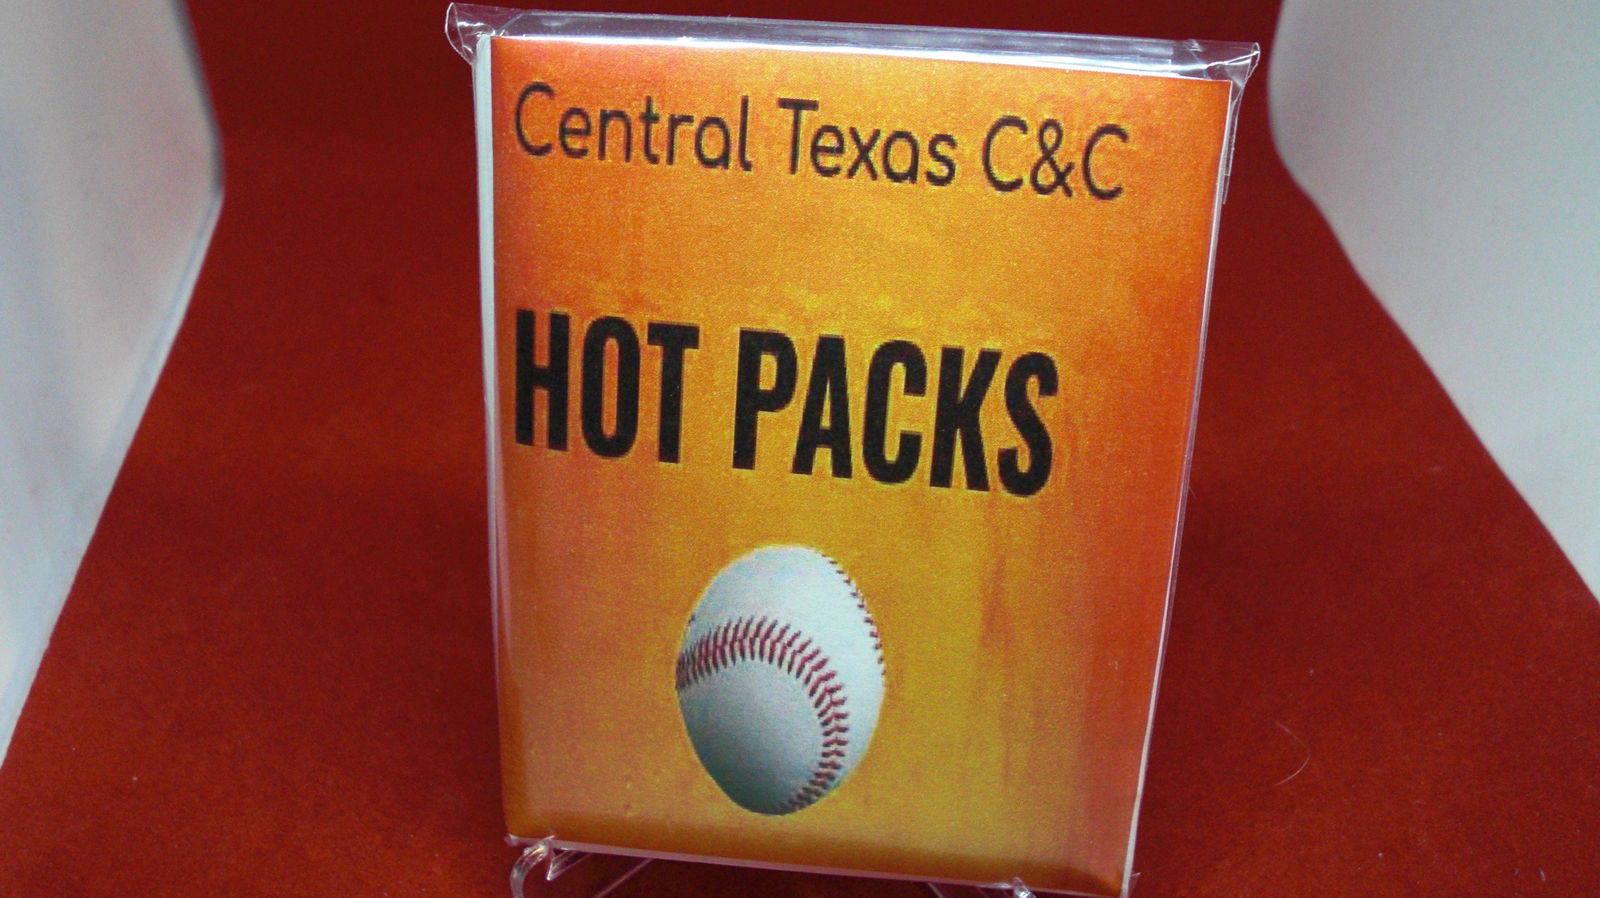 Central Texas C&C
HOT PACKS